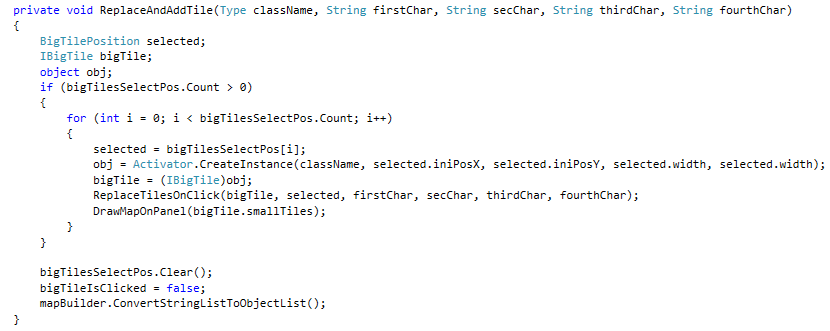 private void ReplaceAndAddTile(Type className, String firstChar, String secChar, String thirdChar, String fourthChar)
{
    BigTilePosition selected;
    IBigTile bigTile;
    object obj;
    if (bigTilesSelectPos.Count > 0)
    {
        for (int i = 0; i < bigTilesSelectPos.Count; i++)
        {
            selected = bigTilesSelectPos[i];
            obj = Activator.CreateInstance(className, selected.iniPosX, selected.iniPosY, selected.width, selected.width);
            bigTile = (IBigTile)obj;
            ReplaceTilesOnClick(bigTile, selected, firstChar, secChar, thirdChar, fourthChar);
            DrawMapOnPanel(bigTile.smallTiles);
        }
    }

    bigTilesSelectPos.Clear();
    bigTileIsClicked = false;
    mapBuilder.ConvertStringListToObjectList();
}